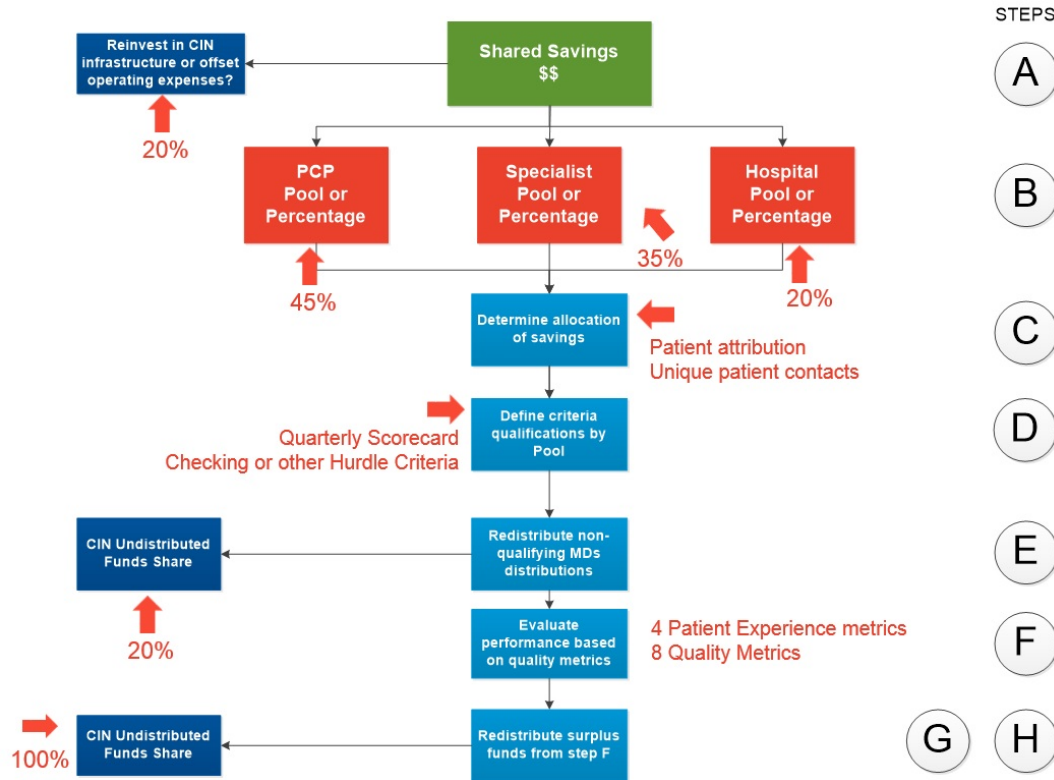 STEPS
Reinvest in CIN
infrastructure or offset
operating expenses?
Shared Savings
$$
A
20%
PCP
Pool or
Percentage
Specialist
Pool or
Percentage
Hospital
Pool or
Percentage
B
45%
35%
20%
Determine allocation
of savings
C
Patient attribution
Unique patient contacts
Define criteria
qualifications by
Pool
D
Quarterly Scorecard
Checking or other Hurdle Criteria
CIN Undistributed
Funds Share
Redistribute non-
qualifying MDs
distributions
E
20%
Evaluate
performance based
on quality metrics
4 Patient Experience metrics
8 Quality Metrics
F
100%
CIN Undistributed
Funds Share
Redistribute surplus
funds from step F
G
H